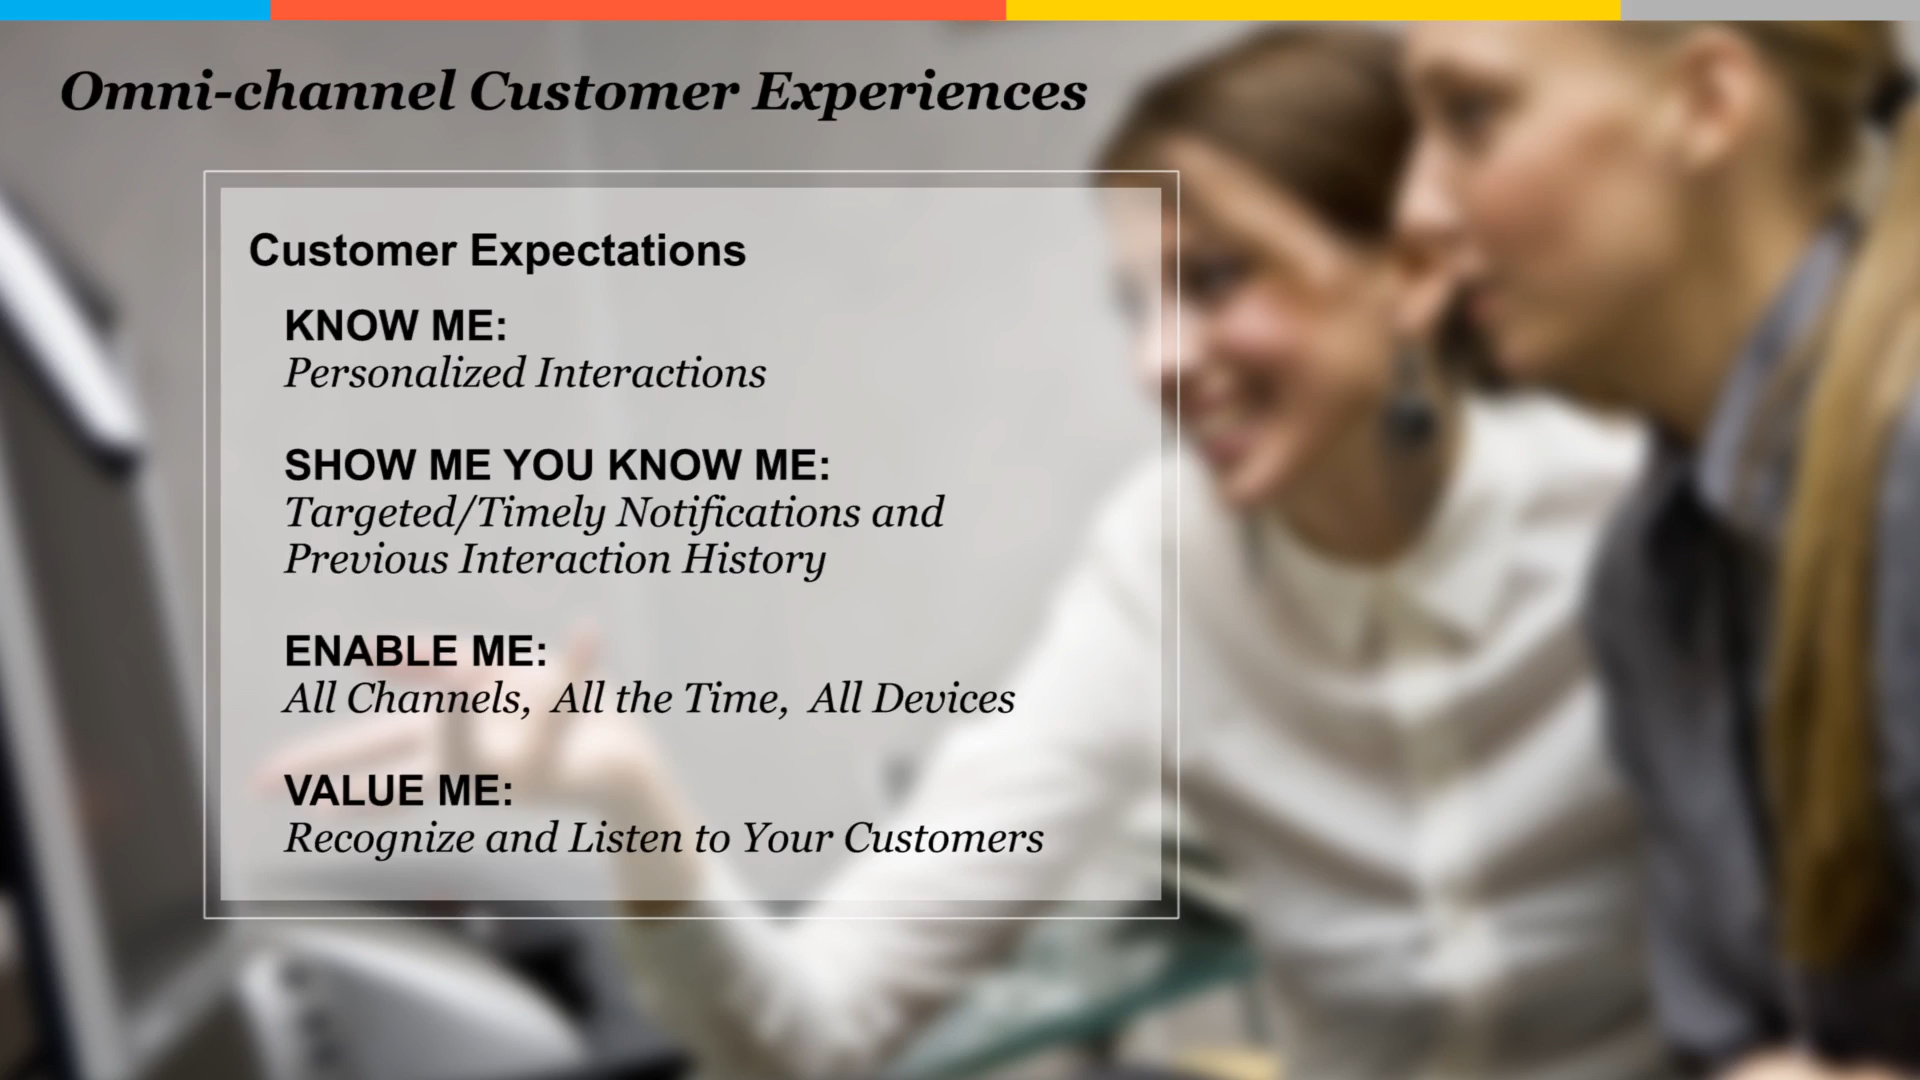 Omni-channel Customer Experiences
Customer Expectations
KNOW ME:
Personalized Interactions
SHOW ME YOU KNOW ME:
Targeted/Timely Notifications and
Previous Interaction History
ENABLE ME:
All Channels, All the Time, All Devices
VALUE ME:
Recognize and Listen to Your Customers